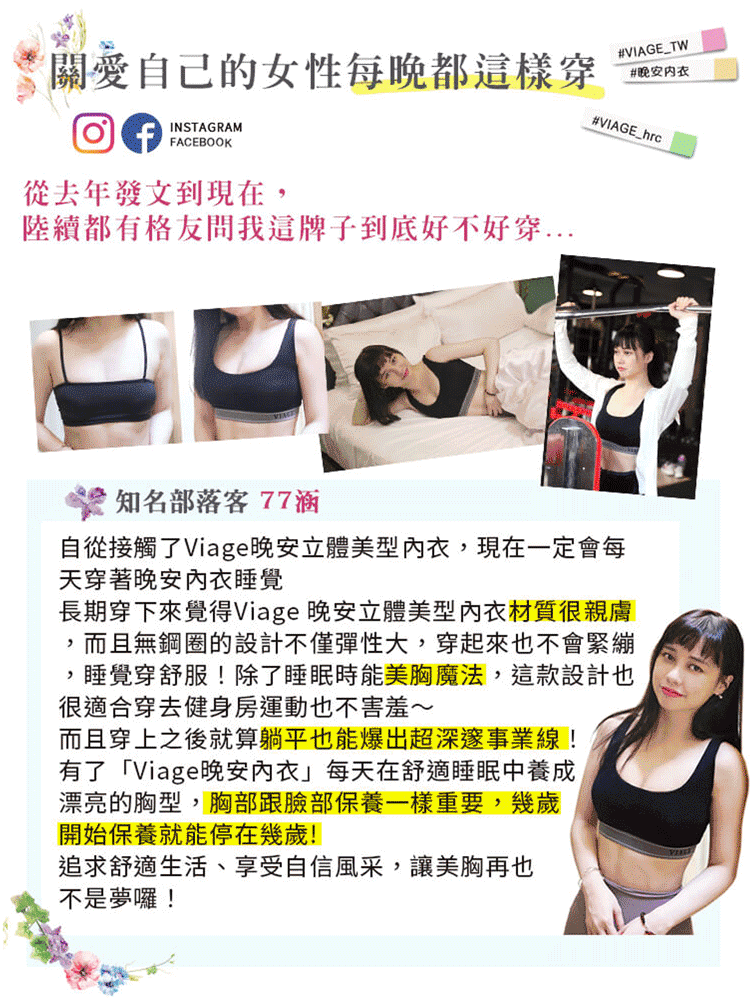 關愛自己的女性每晚都這樣穿
#VIAGE_TW
#晚安內衣
#VIAGE_hrc
INSTAGRAM
FACEBOOK
從去年發文到現在，
陸續都有格友問我這牌子到底好不好穿...
VIAGE
知名部落客 77涵
自從接觸了Viage晚安立體美型內衣，現在一定會每
天穿著晚安內衣睡覺
長期穿下來覺得Viage 晚安立體美型內衣材質很親膚
，而且無鋼圈的設計不僅彈性大，穿起來也不會緊繃
，睡覺穿舒服！除了睡眠時能美胸魔法，這款設計也
很適合穿去健身房運動也不害羞～
而且穿上之後就算躺平也能爆出超深邃事業線！
有了「Viage晚安內衣」每天在舒適睡眠中養成
漂亮的胸型，胸部跟臉部保養一樣重要，幾歲
開始保養就能停在幾歲!
追求舒適生活、享受自信風采，讓美胸再也
不是夢囉！
VIAGE